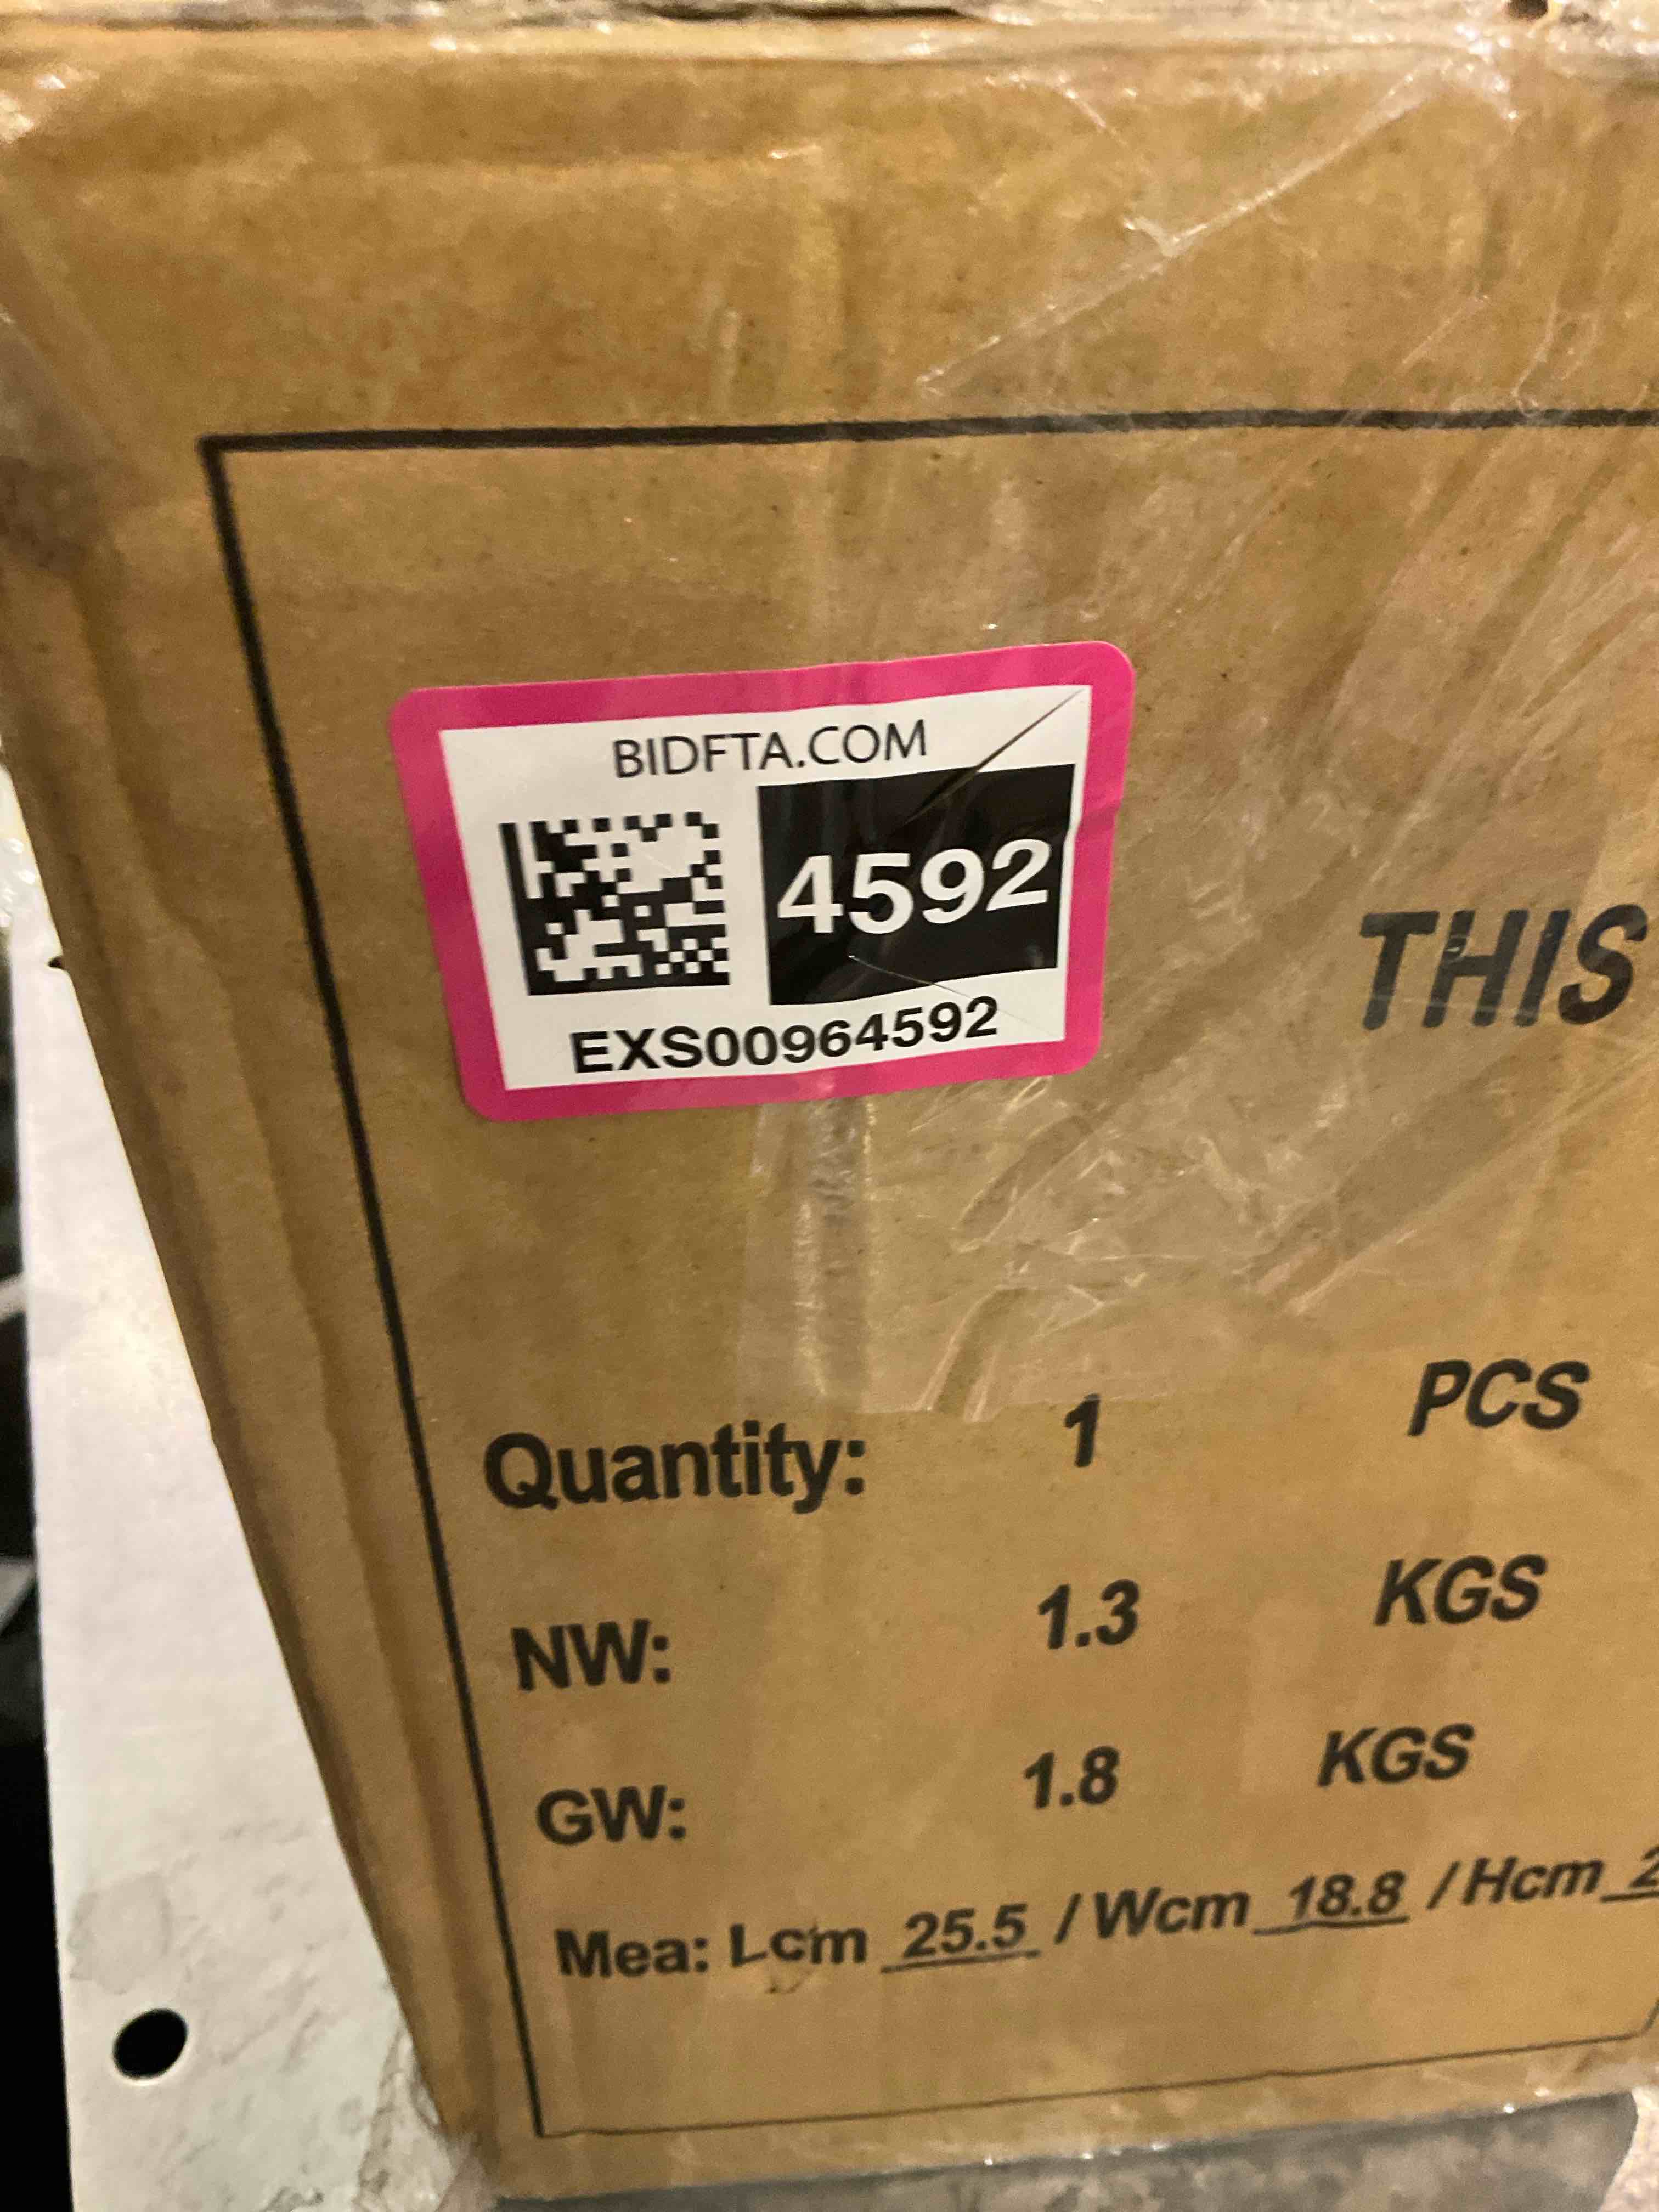 BIDFTA.COM
4592
EXS00964592
THIS
Quantity: 1 PCS
NW: 1.3 KGS
GW: 1.8 KGS
Mea: Lcm 25.5 / Wcm 18.8 / Hcm 2